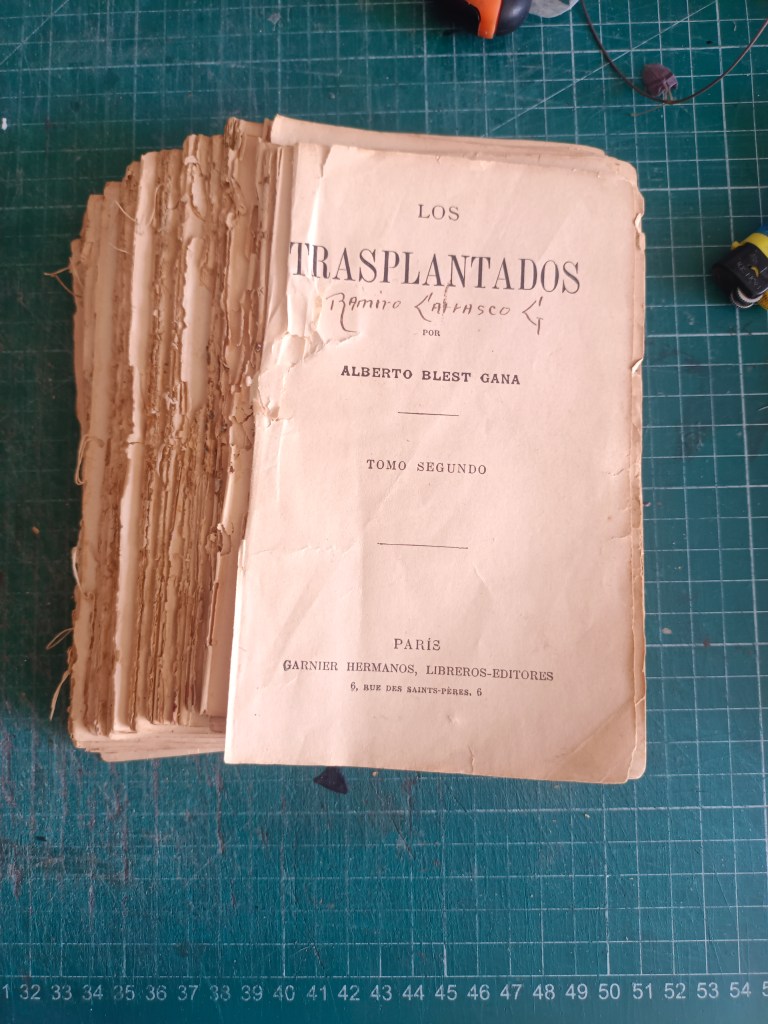 LOS
TRASPLANTADOS
Ramiro Carrasco G
POR
ALBERTO BLEST GANA
TOMO SEGUNDO
PARÍS
GARNIER HERMANOS, LIBREROS-EDITORES
6, RUE DES SAINTS-PÈRES, 6
32 33 34 35 36 37 38 39 40 41 42 43 44 45 46 47 48 49 50 51 52 53 54